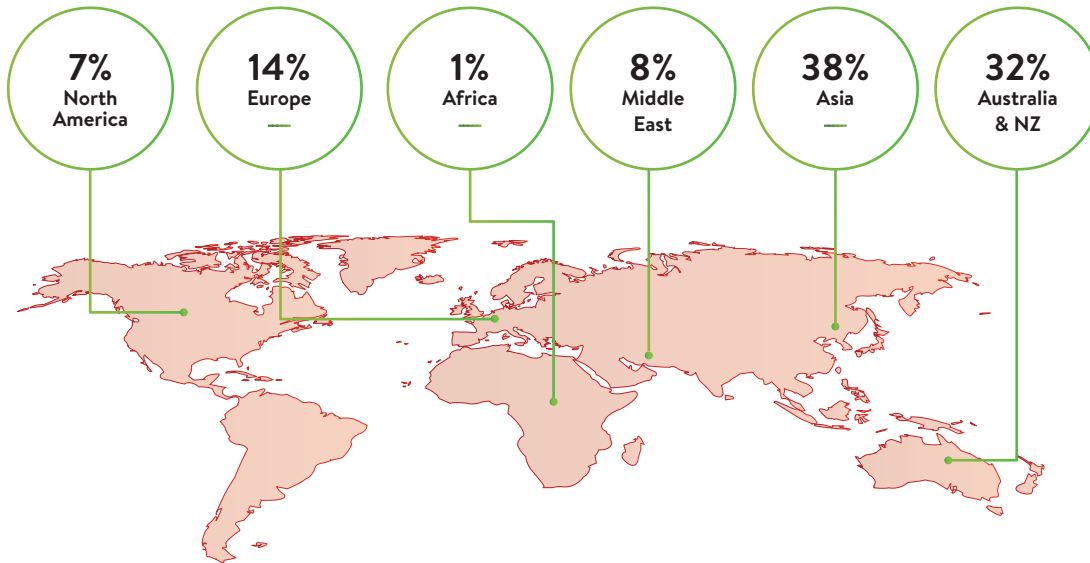 7%
North
America
14%
Europe
1%
Africa
8%
Middle
East
38%
Asia
32%
Australia
& NZ